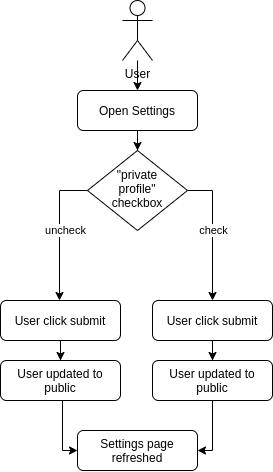 User
Open Settings
"private
profile"
checkbox
uncheck
check
User click submit
User click submit
User updated to
public
User updated to
public
Settings page
refreshed